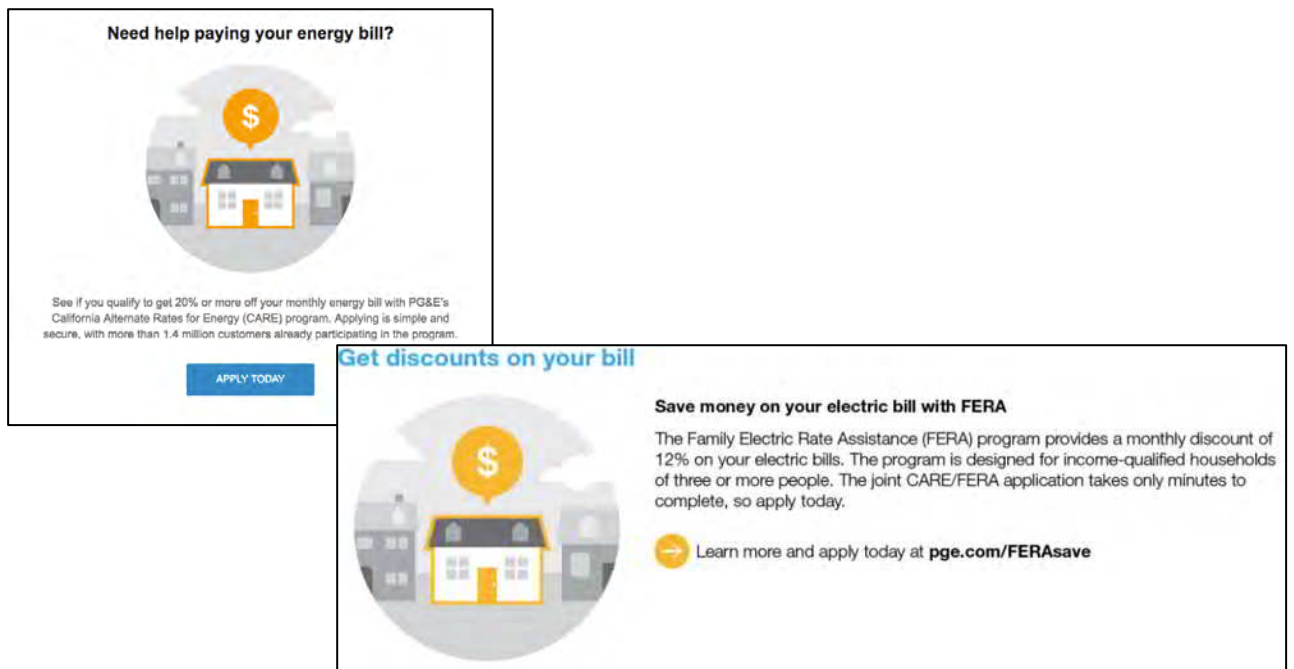 Need help paying your energy bill?
$
See if you qualify to get 20% or more off your monthly energy bill with PG&E's
California Alternate Rates for Energy (CARE) program. Applying is simple and
secure, with more than 1.4 million customers already participating in the program.
APPLY TODAY
Get discounts on your bill
$
Save money on your electric bill with FERA
The Family Electric Rate Assistance (FERA) program provides a monthly discount of
12% on your electric bills. The program is designed for income-qualified households
of three or more people. The joint CARE/FERA application takes only minutes to
complete, so apply today.
Learn more and apply today at pge.com/FERAsave